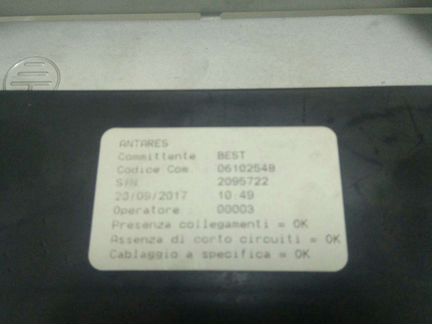 ANTARES
Committente BEST
Codice Com. 06102548
S/N 2095722
20/09/2017 10:49
Operatore 00003
Presenza collegamenti = OK
Assenza di corto circuiti = OK
Cablaggio a specifica = OK